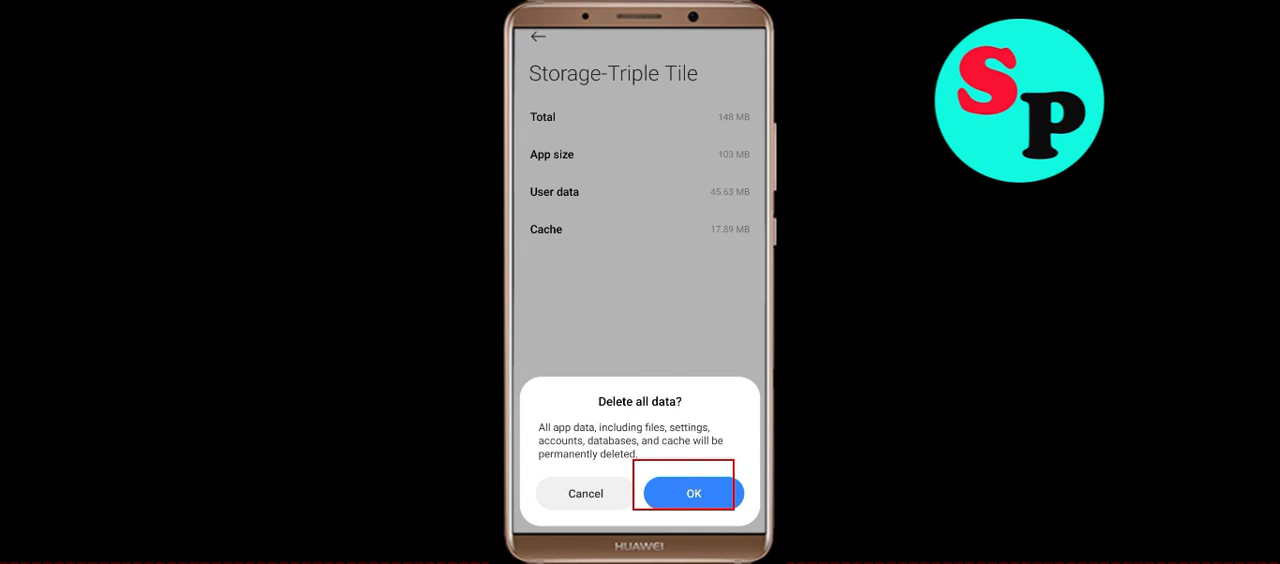 Storage-Triple Tile
Total 148 MB
App size 103 MB
User data 45.63 MB
Cache 17.89 MB
Delete all data?
All app data, including files, settings,
accounts, databases, and cache will be
permanently deleted.
Cancel OK
HUAWEI
SP